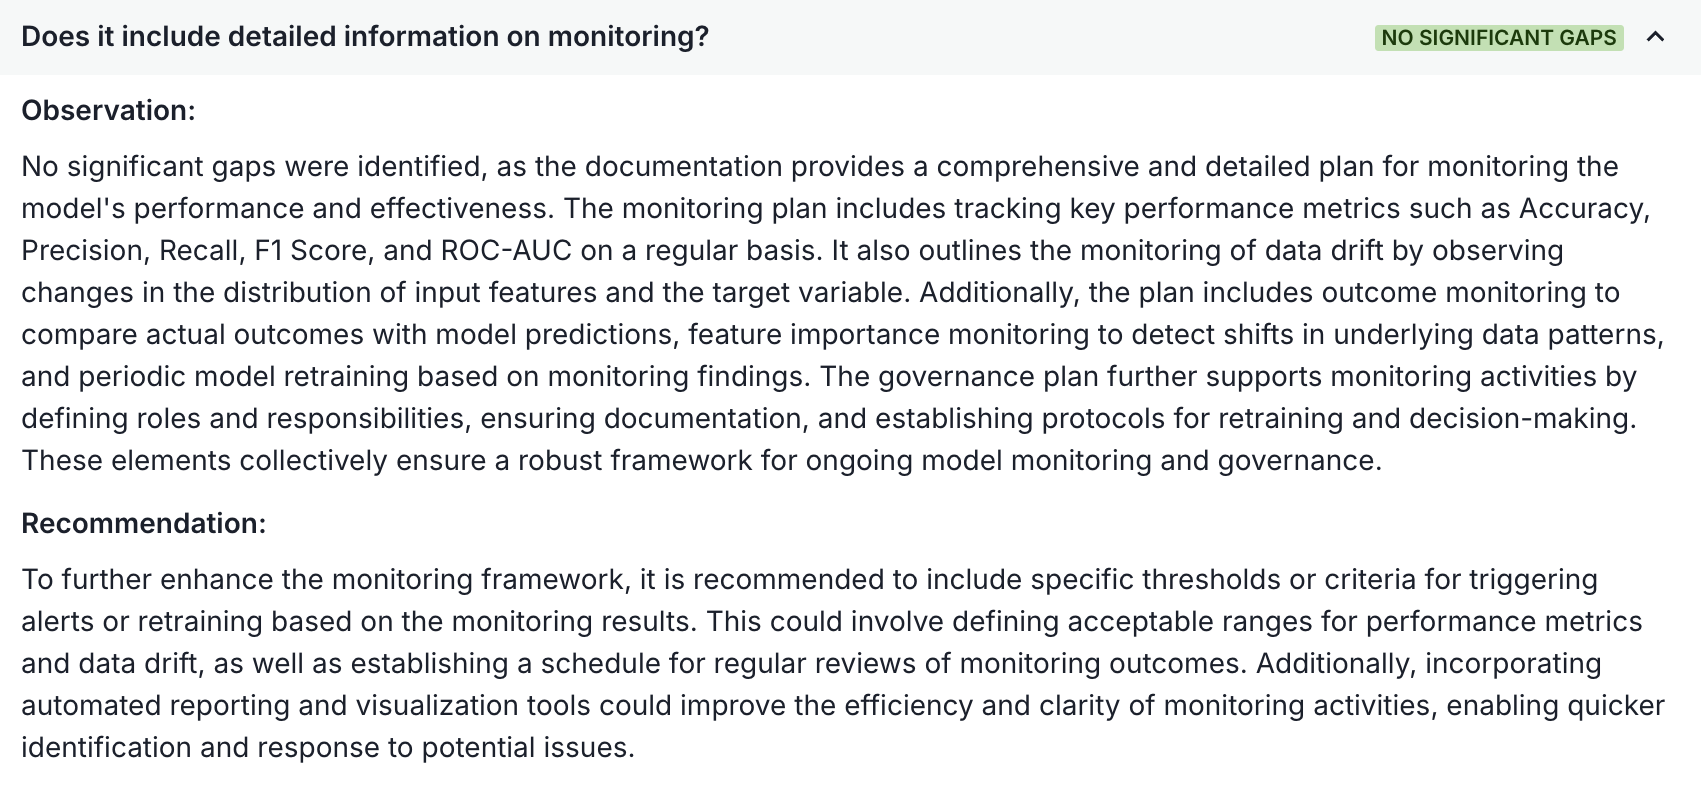 Does it include detailed information on monitoring?
NO SIGNIFICANT GAPS
Observation:
No significant gaps were identified, as the documentation provides a comprehensive and detailed plan for monitoring the
model's performance and effectiveness. The monitoring plan includes tracking key performance metrics such as Accuracy,
Precision, Recall, F1 Score, and ROC-AUC on a regular basis. It also outlines the monitoring of data drift by observing
changes in the distribution of input features and the target variable. Additionally, the plan includes outcome monitoring to
compare actual outcomes with model predictions, feature importance monitoring to detect shifts in underlying data patterns,
and periodic model retraining based on monitoring findings. The governance plan further supports monitoring activities by
defining roles and responsibilities, ensuring documentation, and establishing protocols for retraining and decision-making.
These elements collectively ensure a robust framework for ongoing model monitoring and governance.
Recommendation:
To further enhance the monitoring framework, it is recommended to include specific thresholds or criteria for triggering
alerts or retraining based on the monitoring results. This could involve defining acceptable ranges for performance metrics
and data drift, as well as establishing a schedule for regular reviews of monitoring outcomes. Additionally, incorporating
automated reporting and visualization tools could improve the efficiency and clarity of monitoring activities, enabling quicker
identification and response to potential issues.